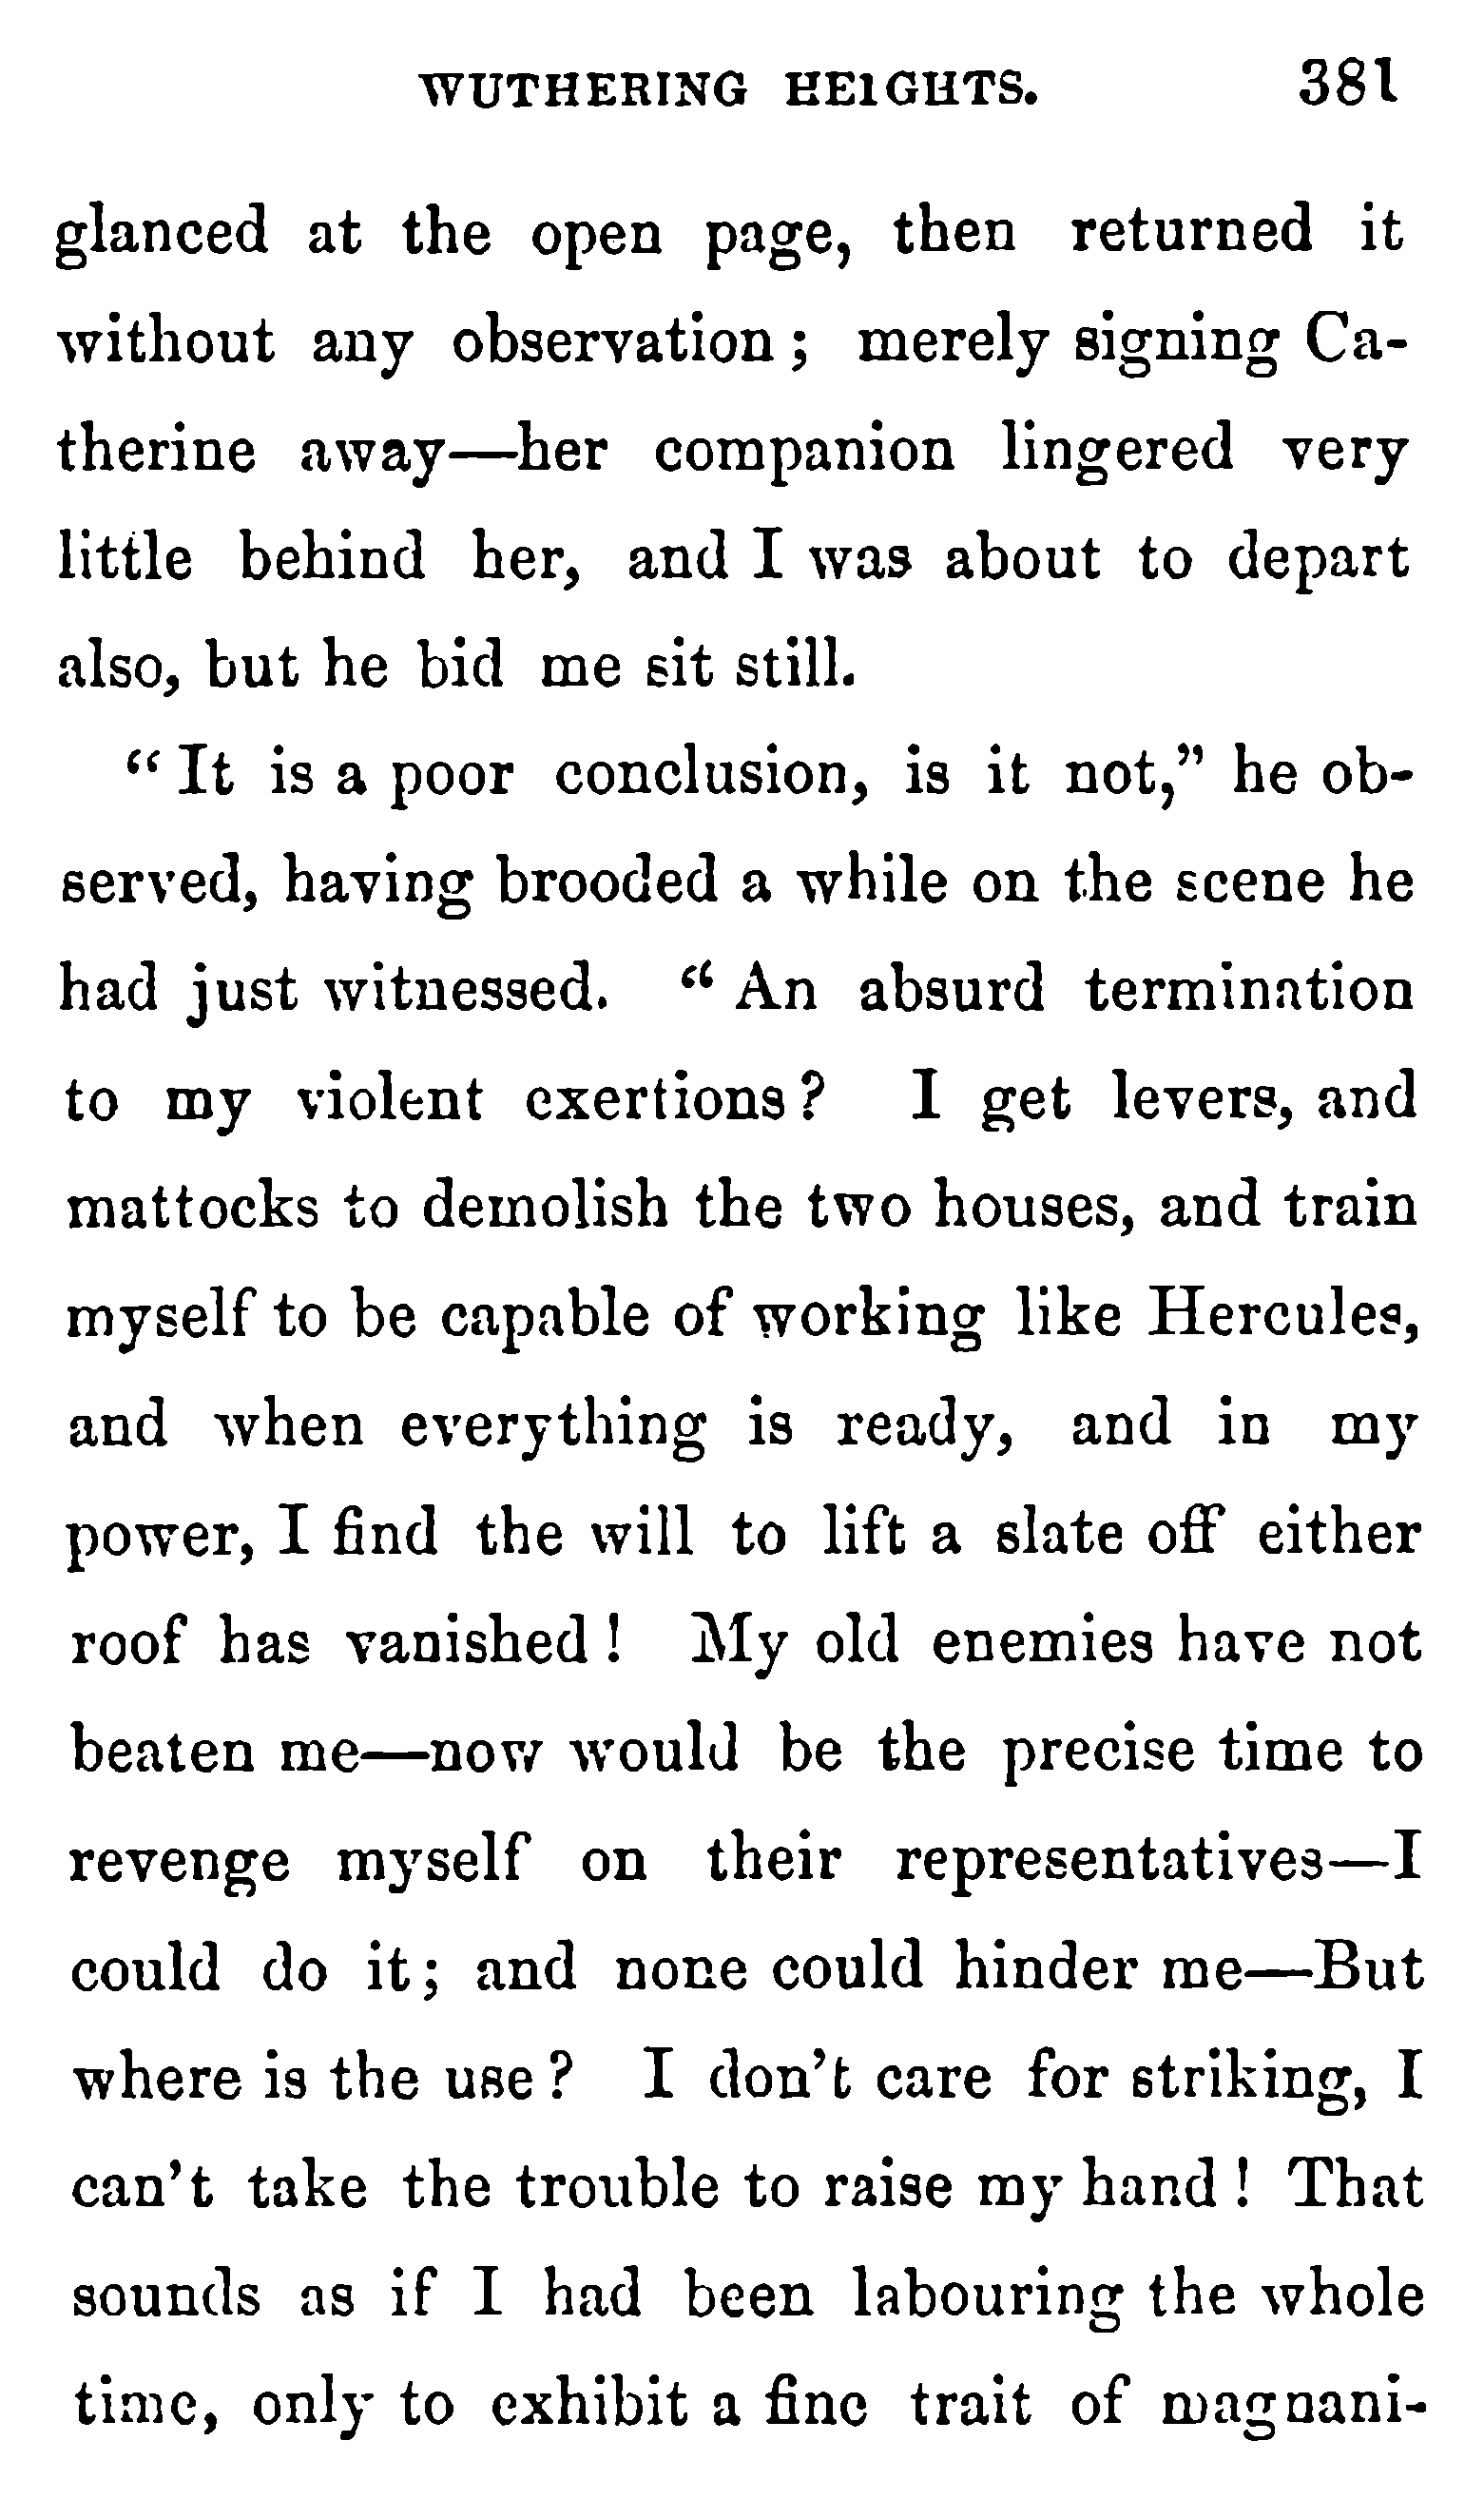 WUTHERING HEIGHTS. 381
glanced at the open page, then returned it
without any observation; merely signing Ca-
therine away—her companion lingered very
little behind her, and I was about to depart
also, but he bid me sit still.
“It is a poor conclusion, is it not,” he ob-
served, having brooded a while on the scene he
had just witnessed. “An absurd termination
to my violent exertions? I get levers, and
mattocks to demolish the two houses, and train
myself to be capable of working like Hercules,
and when everything is ready, and in my
power, I find the will to lift a slate off either
roof has vanished! My old enemies have not
beaten me—now would be the precise time to
revenge myself on their representatives—I
could do it; and none could hinder me—But
where is the use? I don’t care for striking, I
can’t take the trouble to raise my hand! That
sounds as if I had been labouring the whole
time, only to exhibit a fine trait of magnani-